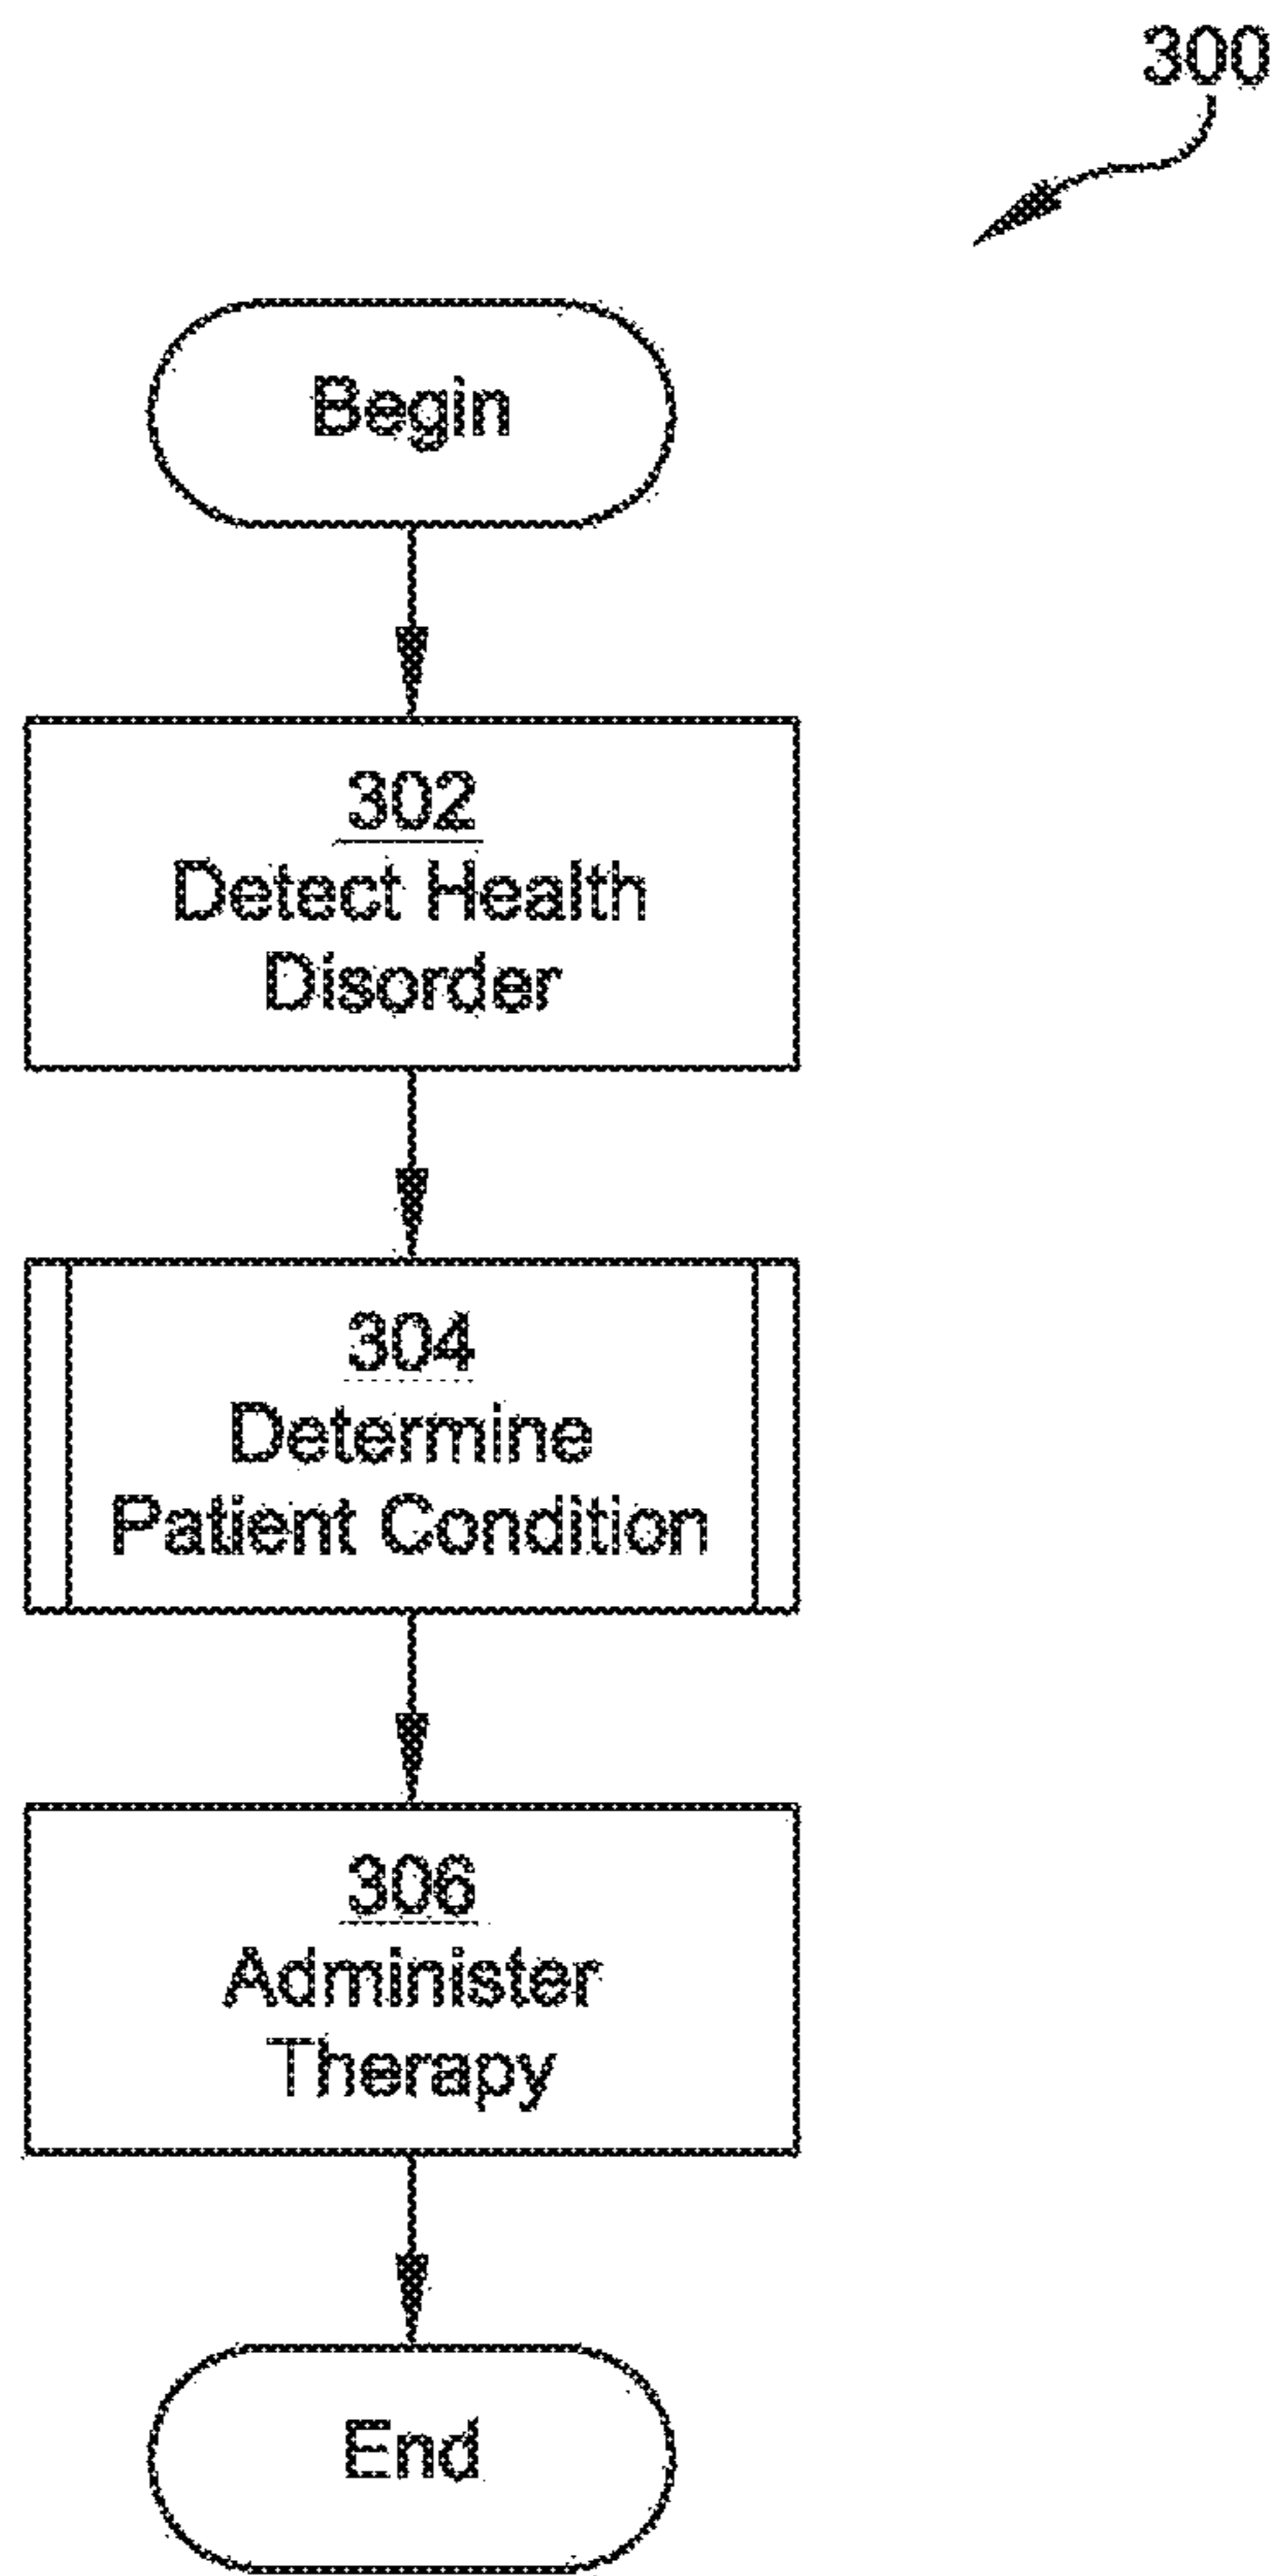 300
Begin
302
Detect Health
Disorder
304
Determine
Patient Condition
306
Administer
Therapy
End